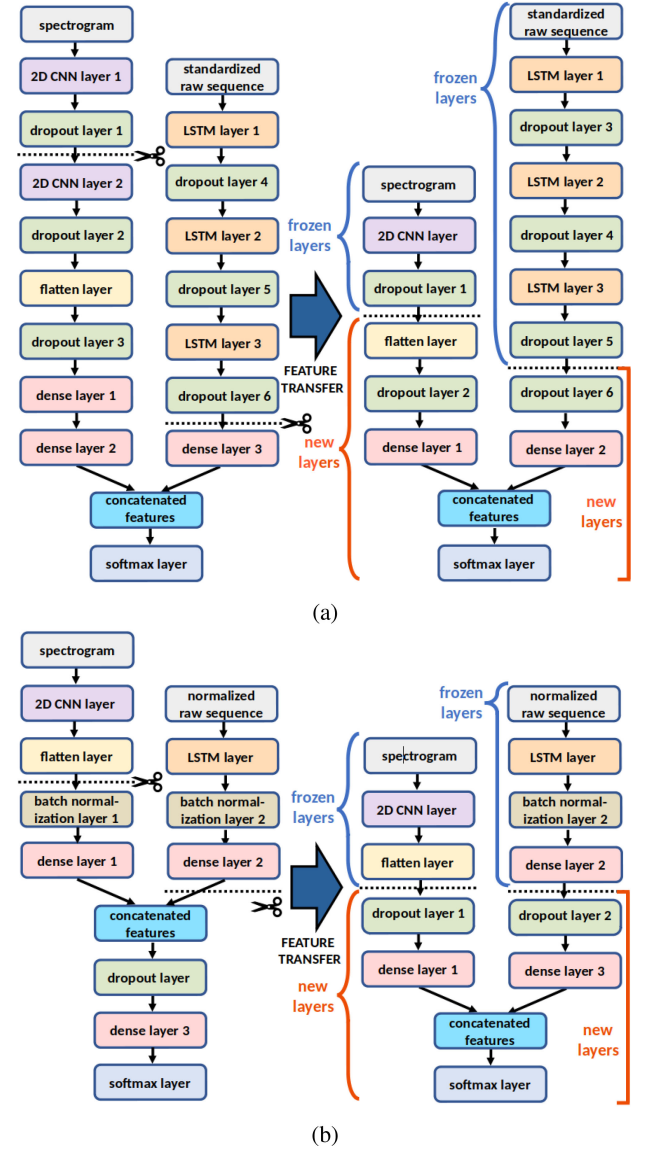 spectrogram
2D CNN layer 1
dropout layer 1
2D CNN layer 2
dropout layer 2
flatten layer
dropout layer 3
dense layer 1
dense layer 2
standardized
raw sequence
LSTM layer 1
dropout layer 4
LSTM layer 2
dropout layer 5
LSTM layer 3
dropout layer 6
dense layer 3
concatenated
features
softmax layer
FEATURE
TRANSFER
frozen
layers
new
layers
spectrogram
2D CNN layer
dropout layer 1
flatten layer
dropout layer 2
dense layer 1
frozen
layers
standardized
raw sequence
LSTM layer 1
dropout layer 3
LSTM layer 2
dropout layer 4
LSTM layer 3
dropout layer 5
dropout layer 6
dense layer 2
concatenated
features
softmax layer
new
layers
(a)
spectrogram
2D CNN layer
flatten layer
batch normal-
ization layer 1
dense layer 1
normalized
raw sequence
LSTM layer
batch normal-
ization layer 2
dense layer 2
concatenated
features
dropout layer
dense layer 3
softmax layer
FEATURE
TRANSFER
frozen
layers
new
layers
spectrogram
2D CNN layer
flatten layer
dropout layer 1
dense layer 1
frozen
layers
normalized
raw sequence
LSTM layer
batch normal-
ization layer 2
dense layer 2
dropout layer 2
dense layer 3
concatenated
features
softmax layer
new
layers
(b)